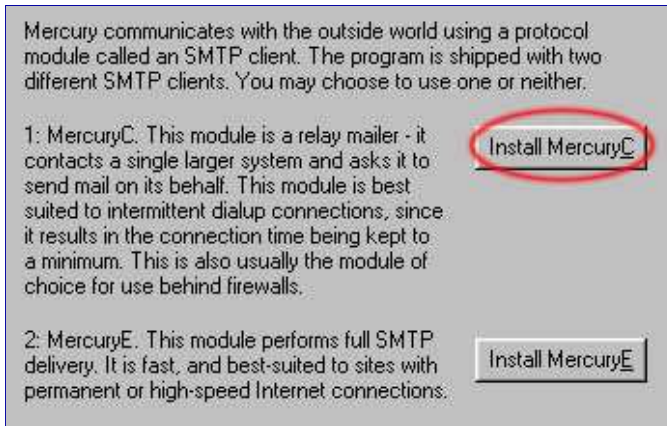 Mercury communicates with the outside world using a protocol
module called an SMTP client. The program is shipped with two
different SMTP clients. You may choose to use one or neither.
1: MercuryC. This module is a relay mailer - it
contacts a single larger system and asks it to
send mail on its behalf. This module is best
suited to intermittent dialup connections, since
it results in the connection time being kept to
a minimum. This is also usually the module of
choice for use behind firewalls.
Install MercuryC
2: MercuryE. This module performs full SMTP
delivery. It is fast, and best-suited to sites with
permanent or high-speed Internet connections.
Install MercuryE